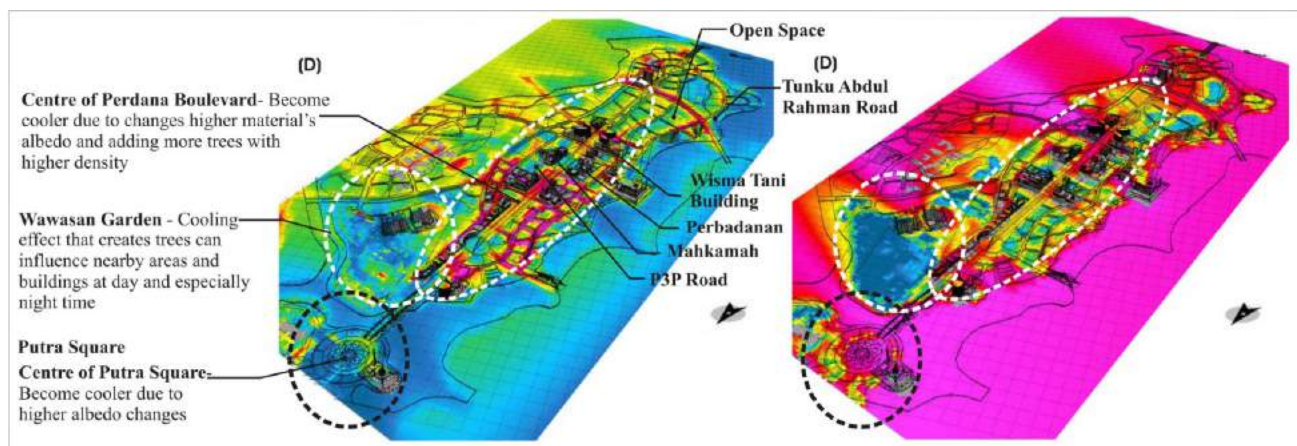 Open Space
(D)
(D)
Tunku Abdul
Rahman Road
Centre of Perdana Boulevard- Become
cooler due to changes higher material's
albedo and adding more trees with
higher density
Wisma Tani
Building
Wawasan Garden - Cooling
effect that creates trees can
influence nearby areas and
buildings at day and especially
night time
Perbadanan
Mahkamah
P3P Road
Putra Square
Centre of Putra Square-
Become cooler due to
higher albedo changes